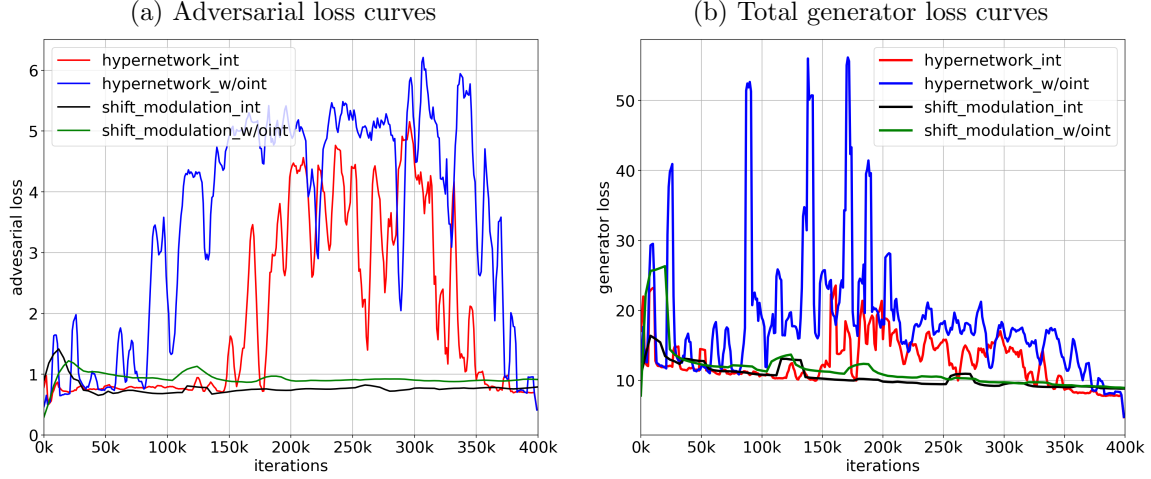 (a) Adversarial loss curves
hypernetwork_int
hypernetwork_w/oint
shift_modulation_int
shift_modulation_w/oint
advesarial loss
6
5
4
3
2
1
0
0k 50k 100k 150k 200k 250k 300k 350k 400k
iterations
(b) Total generator loss curves
hypernetwork_int
hypernetwork_w/oint
shift_modulation_int
shift_modulation_w/oint
generator loss
50
40
30
20
10
0k 50k 100k 150k 200k 250k 300k 350k 400k
iterations